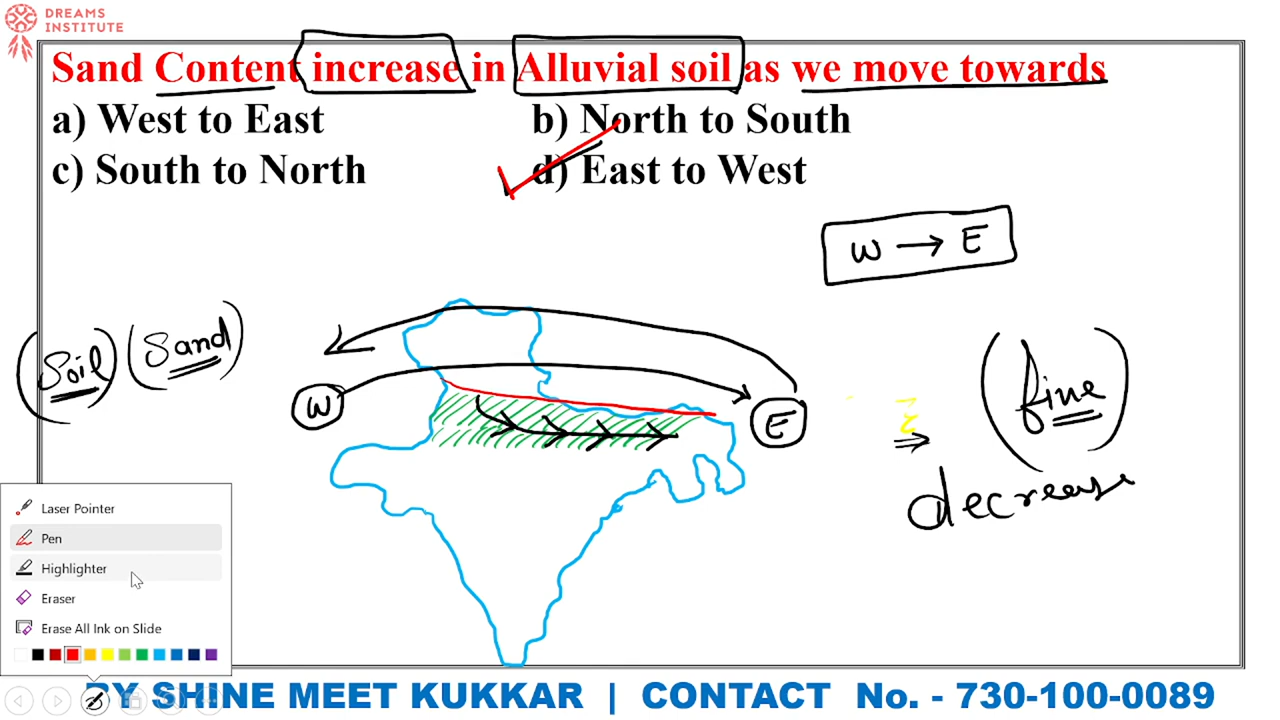 DREAMS
INSTITUTE
Sand Content increase in Alluvial soil as we move towards
a) West to East
b) North to South
c) South to North
d) East to West
W → E
(Soil) (Sand)
W
E
(fine)
decrease
Laser Pointer
Pen
Highlighter
Eraser
Erase All Ink on Slide
BY SHINE MEET KUKKAR | CONTACT No. - 730-100-0089